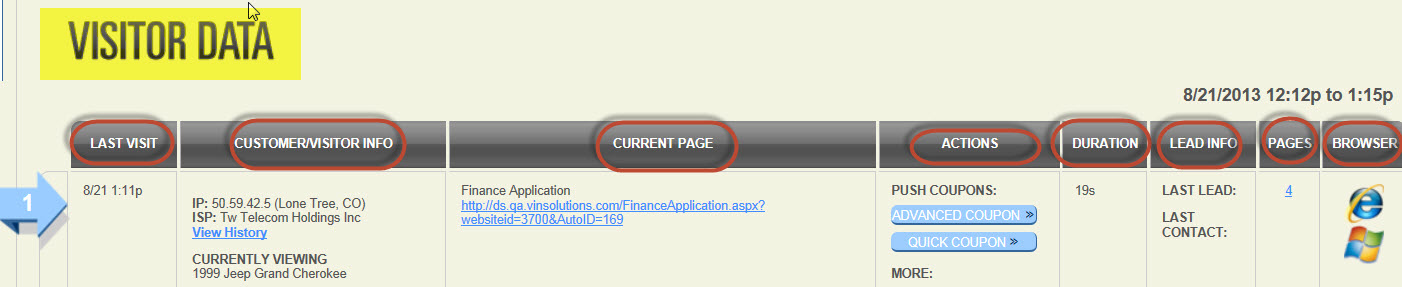 VISITOR DATA
8/21/2013 12:12p to 1:15p
LAST VISIT CUSTOMER/VISITOR INFO CURRENT PAGE ACTIONS DURATION LEAD INFO PAGES BROWSER
1
8/21 1:11p
IP: 50.59.42.5 (Lone Tree, CO)
ISP: Tw Telecom Holdings Inc
View History
CURRENTLY VIEWING
1999 Jeep Grand Cherokee
Finance Application
http://ds.qa.vinsolutions.com/FinanceApplication.aspx?
websiteid=3700&AutoID=169
PUSH COUPONS:
ADVANCED COUPON »
QUICK COUPON »
MORE:
19s
LAST LEAD:
LAST
CONTACT:
4